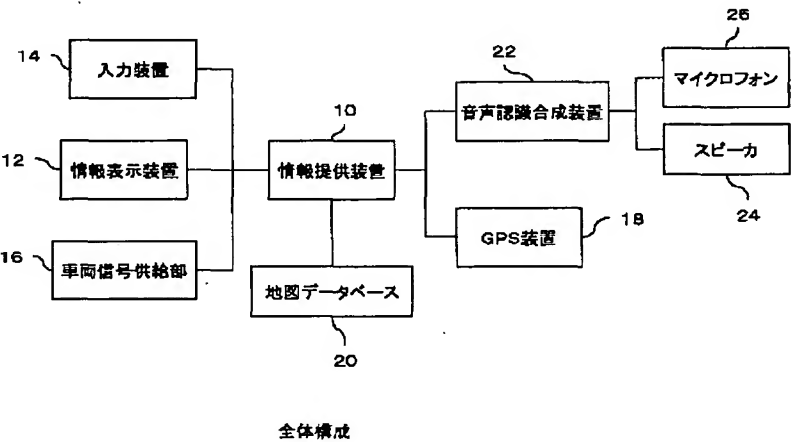 26
14
22
入力装置
マイクロフォン
10
音声認識合成装置
12
情報表示装置
情報提供装置
スピーカ
24
18
GPS装置
16
車両信号供給部
地図データベース
20
全体構成